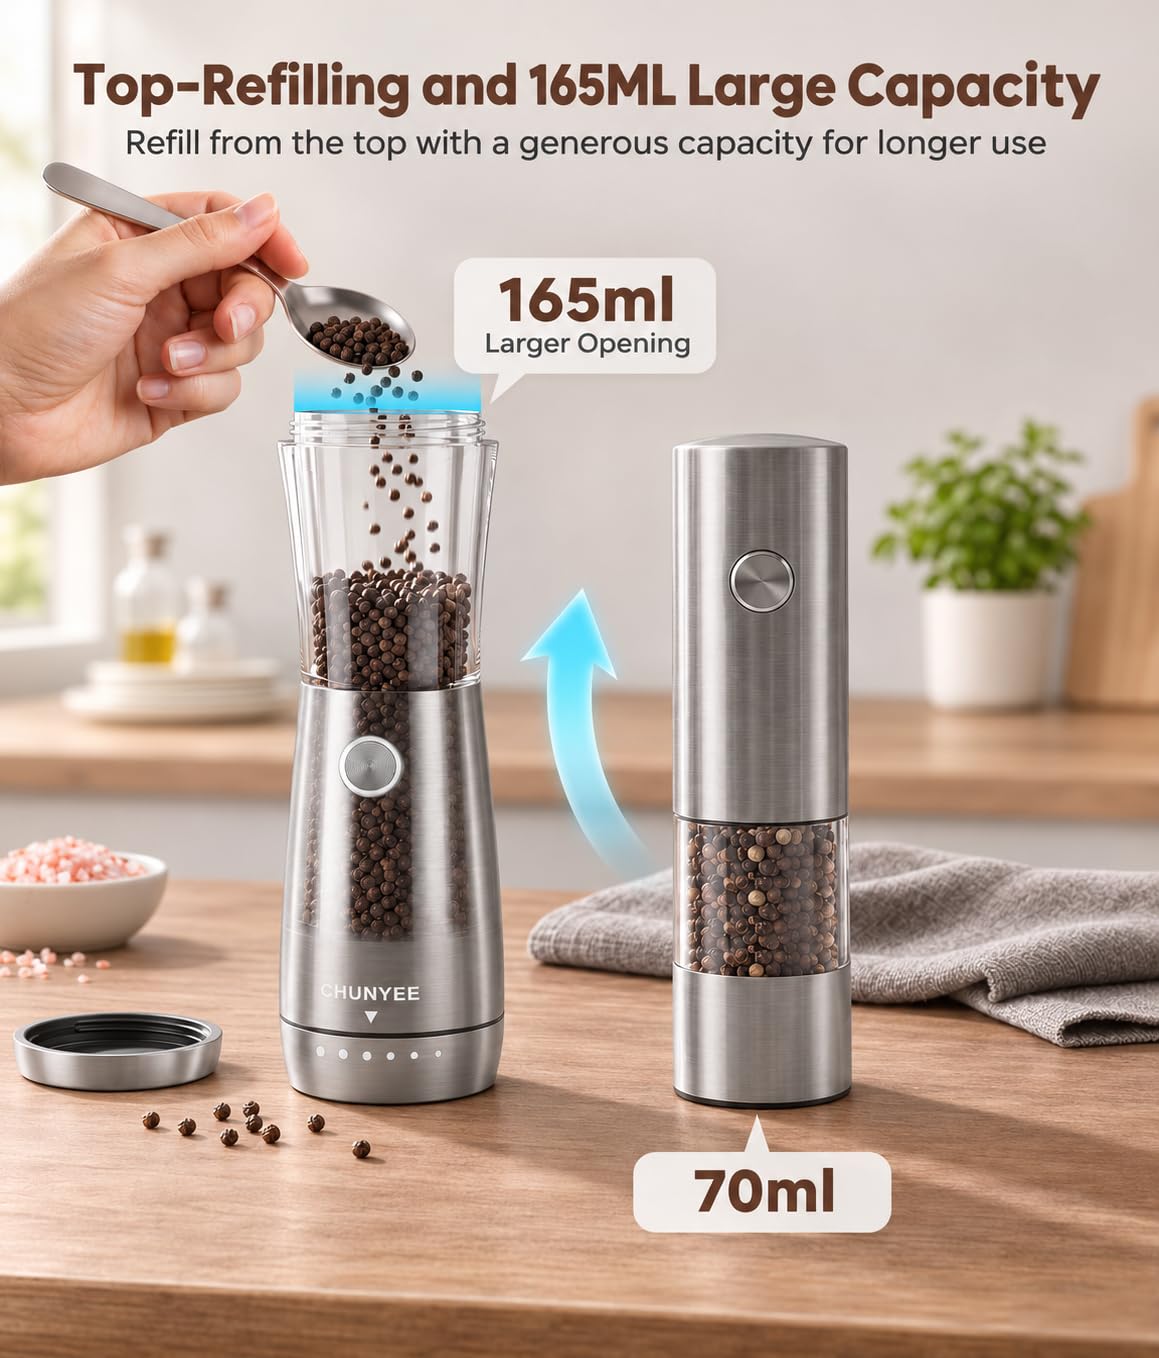 Top-Refilling and 165ML Large Capacity
Refill from the top with a generous capacity for longer use
165ml
Larger Opening
CHUNYEE
70ml